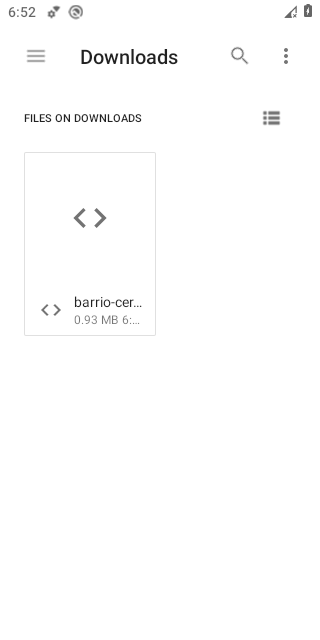 6:52
Downloads
FILES ON DOWNLOADS
barrio-cer...
0.93 MB 6:...